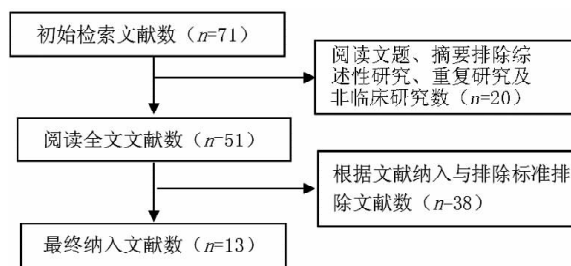 初始检索文献数（n=71）
阅读文题、摘要排除综
述性研究、重复研究及
非临床研究数（n=20）
阅读全文文献数（n=51）
根据文献纳入与排除标准排
除文献数（n=38）
最终纳入文献数（n=13）